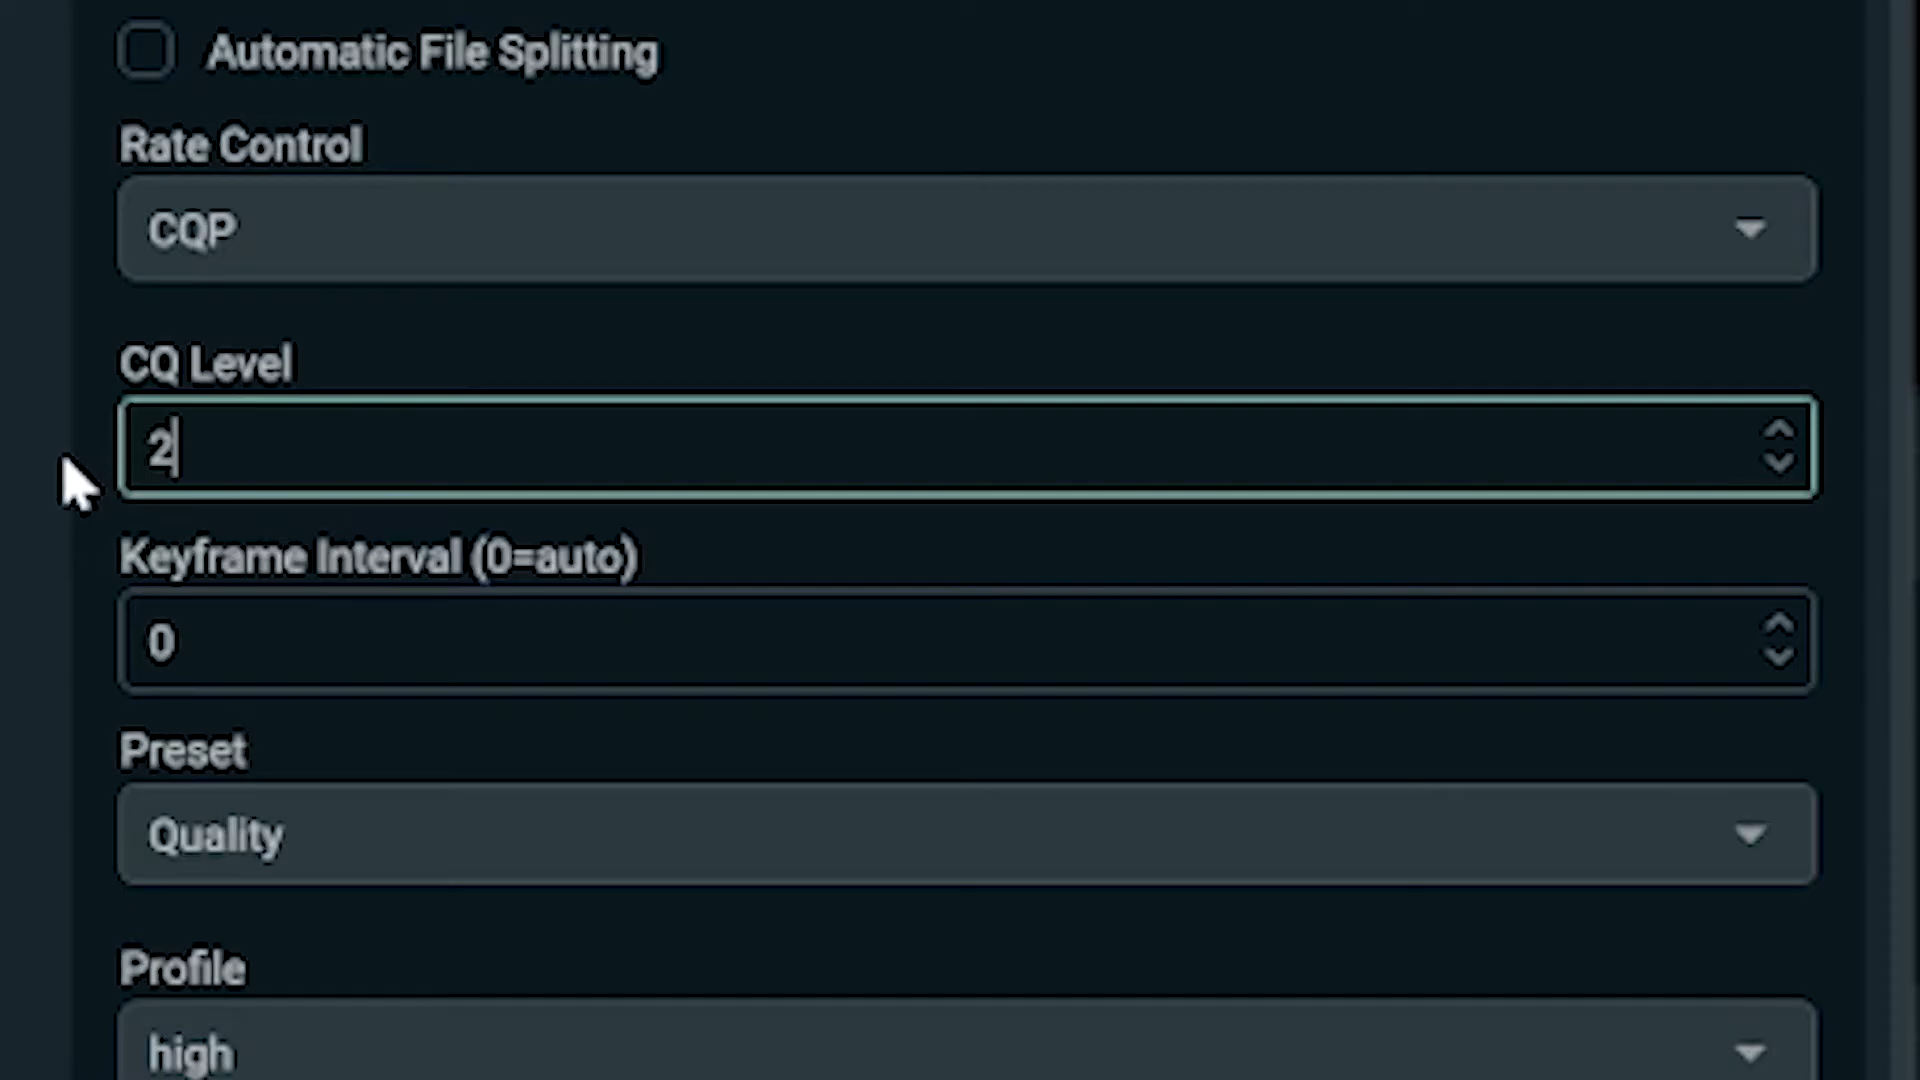 Automatic File Splitting
Rate Control
CQP
CQ Level
2
Keyframe Interval (0=auto)
0
Preset
Quality
Profile
high